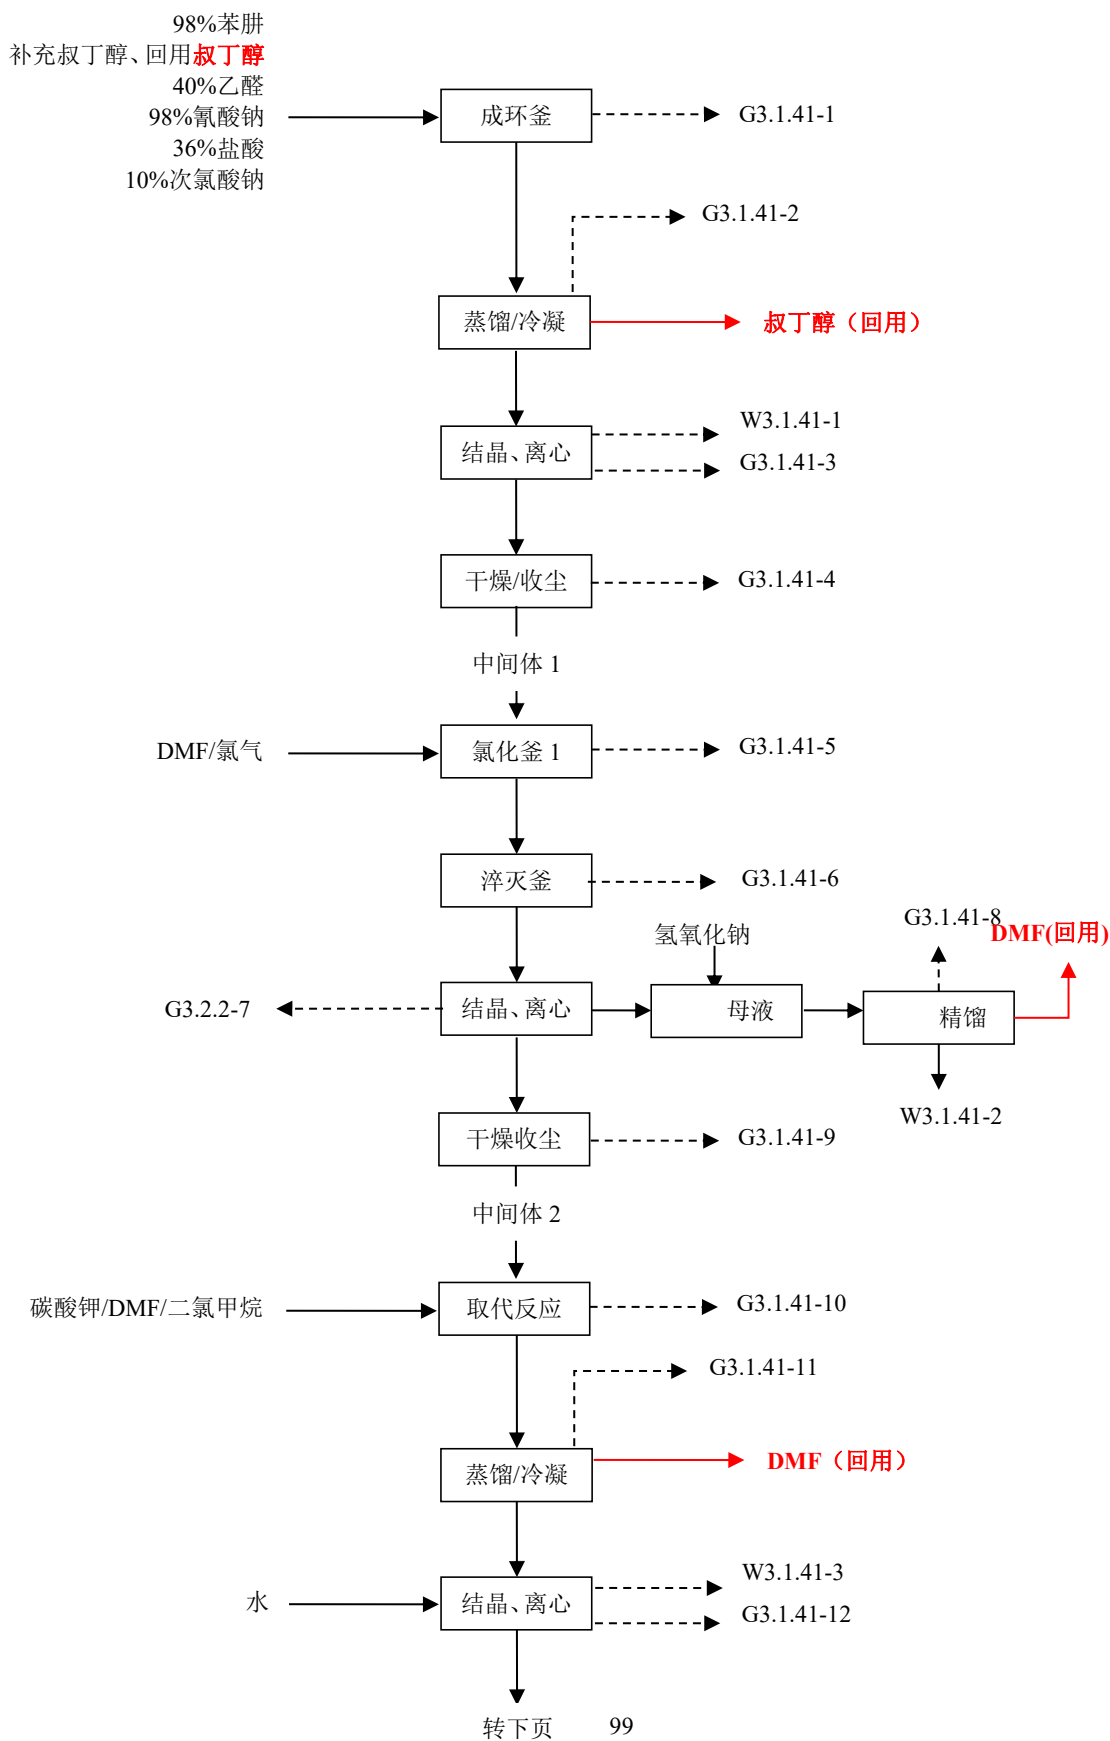 98%苯肼
补充叔丁醇、回用叔丁醇
40%乙醛
98%氰酸钠
36%盐酸
10%次氯酸钠
成环釜
G3.1.41-1
G3.1.41-2
蒸馏/冷凝
叔丁醇（回用）
结晶、离心
W3.1.41-1
G3.1.41-3
干燥/收尘
G3.1.41-4
中间体 1
DMF/氯气
氯化釜 1
G3.1.41-5
淬灭釜
G3.1.41-6
氢氧化钠
G3.1.41-8
DMF(回用)
G3.2.2-7
结晶、离心
母液
精馏
W3.1.41-2
干燥收尘
G3.1.41-9
中间体 2
碳酸钾/DMF/二氯甲烷
取代反应
G3.1.41-10
G3.1.41-11
蒸馏/冷凝
DMF（回用）
水
结晶、离心
W3.1.41-3
G3.1.41-12
转下页
99